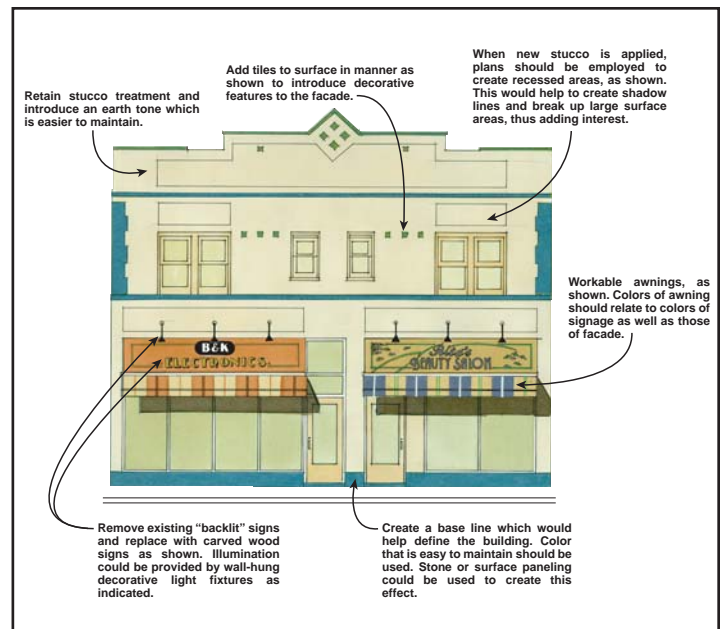 Retain stucco treatment and
introduce an earth tone which
is easier to maintain.
Add tiles to surface in manner as
shown to introduce decorative
features to the facade.
When new stucco is applied,
plans should be employed to
create recessed areas, as shown.
This would help to create shadow
lines and break up large surface
areas, thus adding interest.
Workable awnings, as
shown. Colors of awning
should relate to colors of
signage as well as those
of facade.
B&K
ELECTRONICS
BEAUTY SALON
Remove existing “backlit” signs
and replace with carved wood
signs as shown. Illumination
could be provided by wall-hung
decorative light fixtures as
indicated.
Create a base line which would
help define the building. Color
that is easy to maintain should be
used. Stone or surface paneling
could be used to create this
effect.